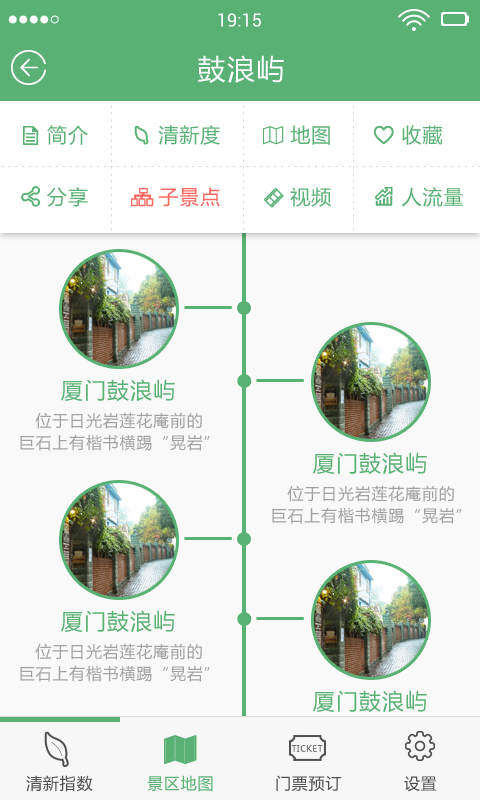 19:15
鼓浪屿
简介 清新度 地图 收藏
分享 子景点 视频 人流量
厦门鼓浪屿
位于日光岩莲花庵前的
巨石上有楷书横踢“晃岩”
厦门鼓浪屿
位于日光岩莲花庵前的
巨石上有楷书横踢“晃岩”
厦门鼓浪屿
位于日光岩莲花庵前的
巨石上有楷书横踢“晃岩”
厦门鼓浪屿
TICKET
清新指数 景区地图 门票预订 设置